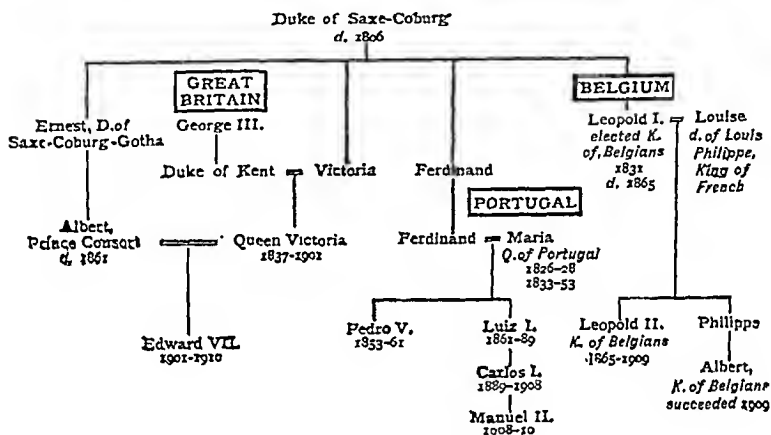 Duke of Saxe-Coburg
d. 1806
GREAT
BRITAIN
BELGIUM
Ernest, D. of
Saxe-Coburg-Gotha
George III.
Leopold I.
elected K.
of Belgians
1831
d. 1865
Louise
d. of Louis
Philippe,
King of
French
Duke of Kent
Victoria
Ferdinand
PORTUGAL
Albert,
Prince Consort
d. 1861
Queen Victoria
1837-1901
Ferdinand
Maria
Q. of Portugal
1826-28
1833-53
Edward VII.
1901-1910
Pedro V.
1853-61
Luiz I.
1861-89
Leopold II.
K. of Belgians
1865-1909
Philippe
Carlos I.
1889-1908
Albert,
K. of Belgians
succeeded 1909
Manuel II.
1908-10